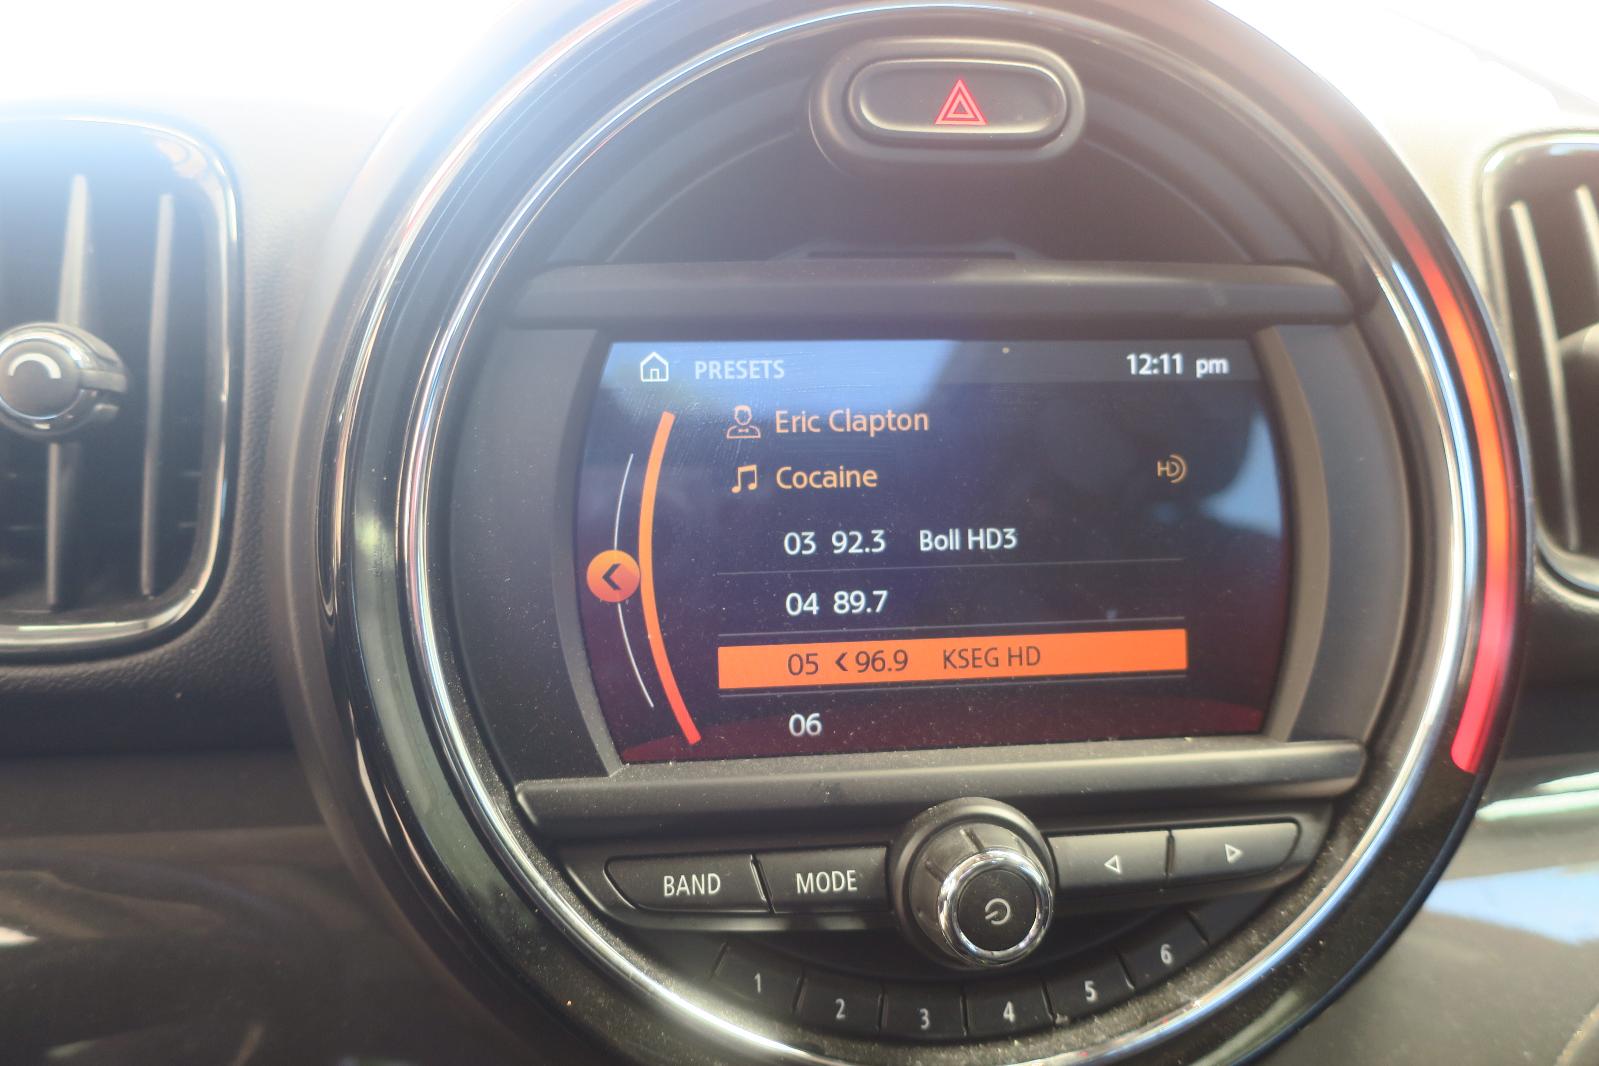 PRESETS 12:11 pm
Eric Clapton
Cocaine HD
03 92.3 Boll HD3
04 89.7
05 <96.9 KSEG HD
06
BAND MODE
1 2 3 4 5 6